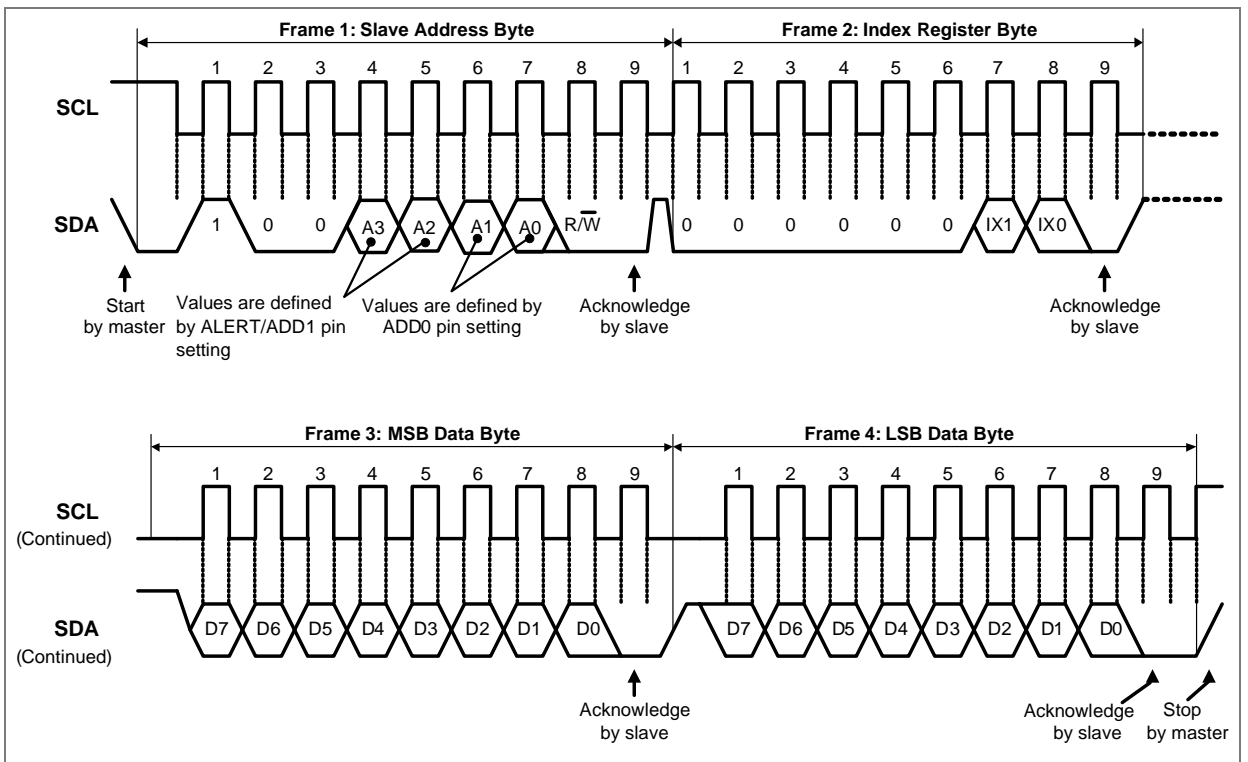 Frame 1: Slave Address Byte
Frame 2: Index Register Byte
1 2 3 4 5 6 7 8 9 1 2 3 4 5 6 7 8 9
SCL
SDA
1 0 0 A3 A2 A1 A0 R/W̅ 0 0 0 0 0 0 IX1 IX0
Start
by master
Values are defined
by ALERT/ADD1 pin
setting
Values are defined by
ADD0 pin setting
Acknowledge
by slave
Acknowledge
by slave
Frame 3: MSB Data Byte
Frame 4: LSB Data Byte
1 2 3 4 5 6 7 8 9 1 2 3 4 5 6 7 8 9
SCL
(Continued)
SDA
(Continued)
D7 D6 D5 D4 D3 D2 D1 D0 D7 D6 D5 D4 D3 D2 D1 D0
Acknowledge
by slave
Acknowledge
by slave
Stop
by master